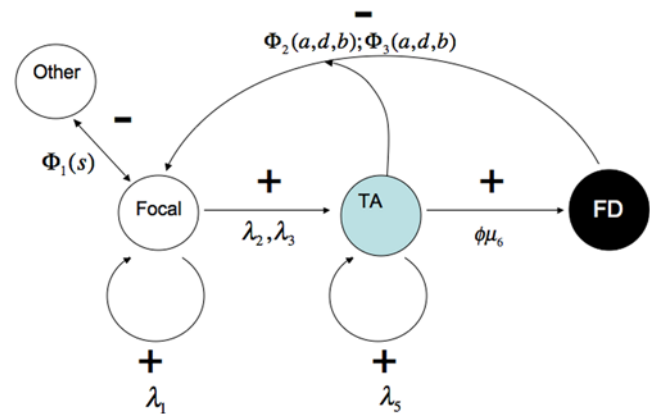 −
Φ₂(a,d,b);Φ₃(a,d,b)
Other
−
Φ₁(s)
Focal
+
λ₂,λ₃
TA
+
ϕμ₆
FD
+
λ₁
+
λ₅